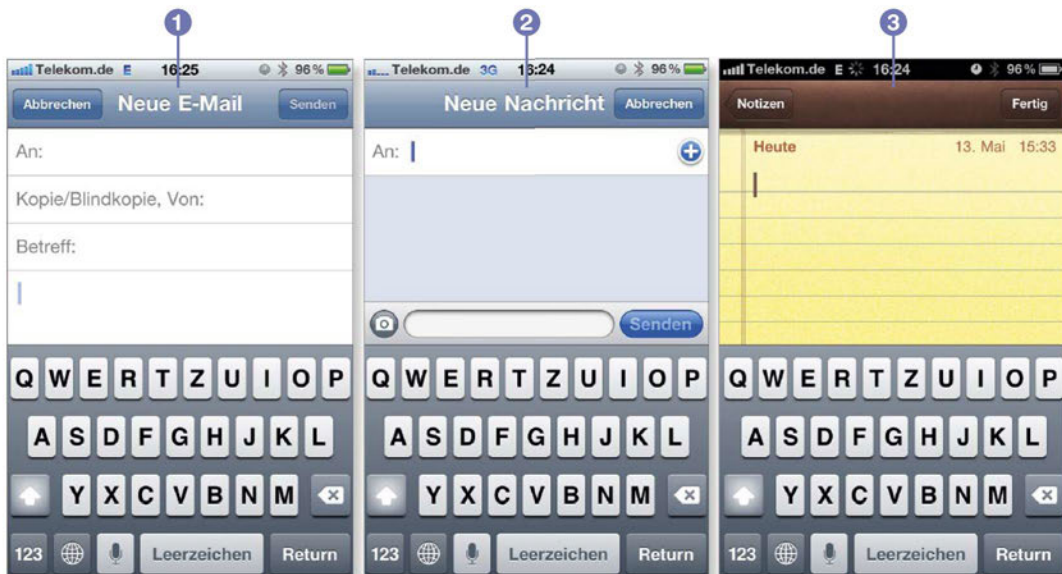 1
Telekom.de E 16:25 96%
Abbrechen Neue E-Mail Senden
An:
Kopie/Blindkopie, Von:
Betreff:
Q W E R T Z U I O P
A S D F G H J K L
Y X C V B N M
123 Leerzeichen Return
2
Telekom.de 3G 16:24 96%
Neue Nachricht Abbrechen
An:
Senden
Q W E R T Z U I O P
A S D F G H J K L
Y X C V B N M
123 Leerzeichen Return
3
Telekom.de E 16:24 96%
Notizen Fertig
Heute 13. Mai 15:33
Q W E R T Z U I O P
A S D F G H J K L
Y X C V B N M
123 Leerzeichen Return